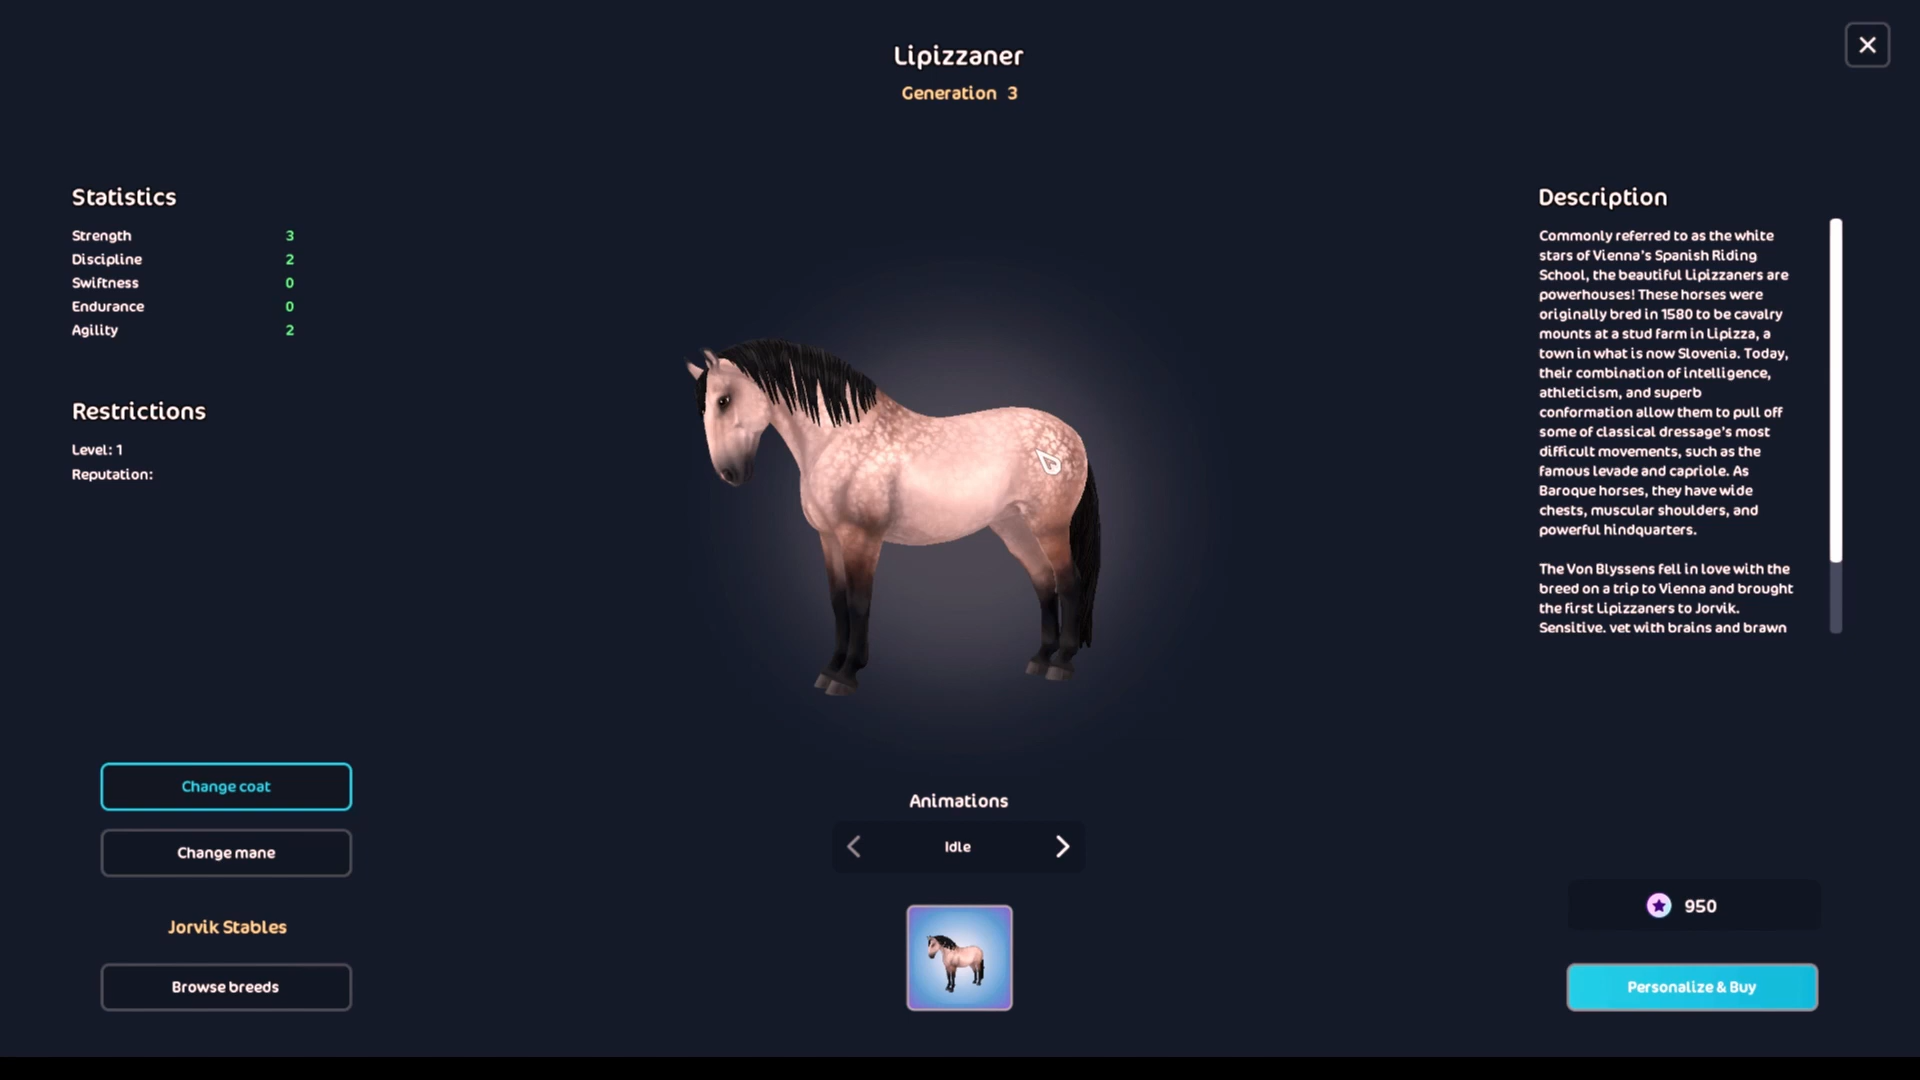 Lipizzaner
Generation 3
Statistics
Strength 3
Discipline 2
Swiftness 0
Endurance 0
Agility 2
Restrictions
Level: 1
Reputation:
Description
Commonly referred to as the white
stars of Vienna's Spanish Riding
School, the beautiful Lipizzaners are
powerhouses! These horses were
originally bred in 1580 to be cavalry
mounts at a stud farm in Lipizza, a
town in what is now Slovenia. Today,
their combination of intelligence,
athleticism, and superb
conformation allow them to pull off
some of classical dressage's most
difficult movements, such as the
famous levade and capriole. As
Baroque horses, they have wide
chests, muscular shoulders, and
powerful hindquarters.
The Von Blyssens fell in love with the
breed on a trip to Vienna and brought
the first Lipizzaners to Jorvik.
Sensitive, yet with brains and brawn
Change coat
Change mane
Jorvik Stables
Browse breeds
Animations
Idle
950
Personalize & Buy